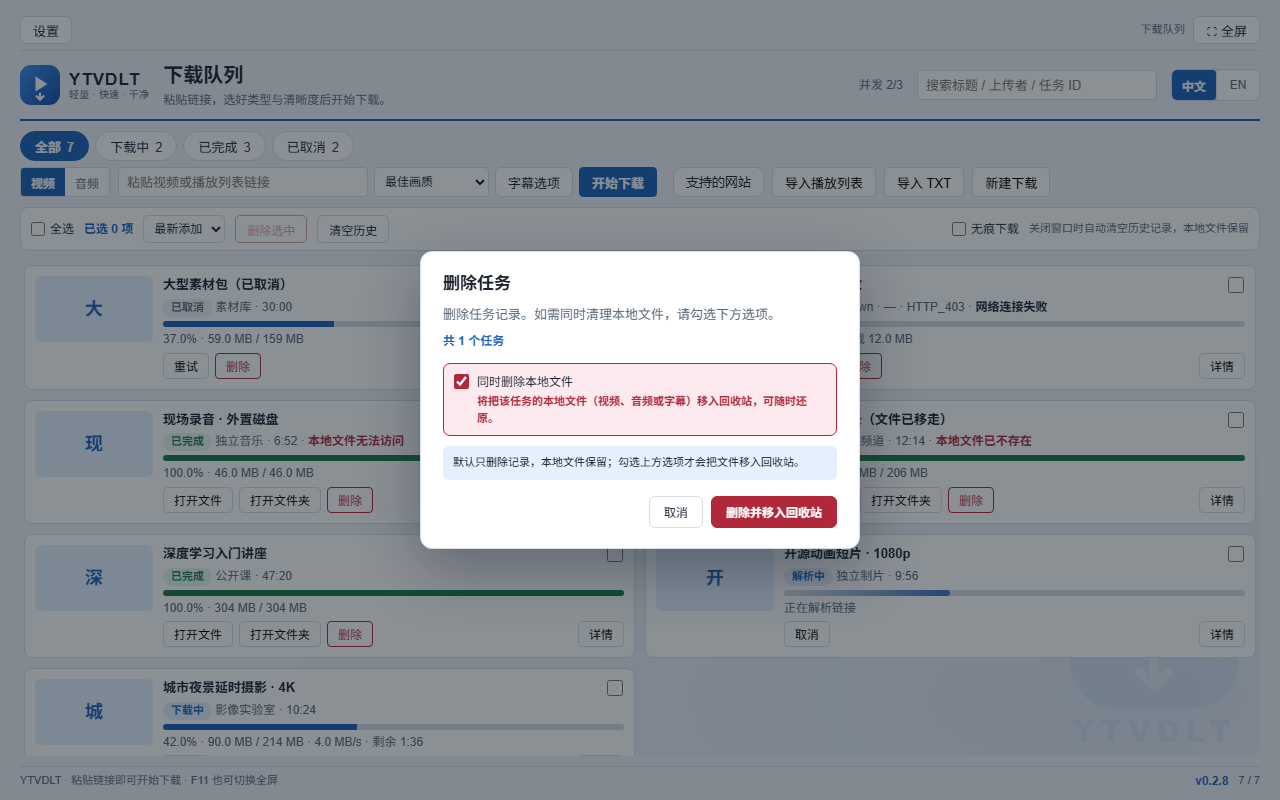 设置
下载队列
全屏
YTVDLT
轻量 · 快速 · 干净
下载队列
粘贴链接，选好类型与清晰度后开始下载。
并发 2/3
搜索标题 / 上传者 / 任务 ID
中文
EN
全部 7
下载中 2
已完成 3
已取消 2
视频
音频
粘贴视频或播放列表链接
最佳画质
字幕选项
开始下载
支持的网站
导入播放列表
导入 TXT
新建下载
全选
已选 0 项
最新添加
删除选中
清空历史
无痕下载
关闭窗口时自动清空历史记录，本地文件保留
大
大型素材包（已取消）
已取消 素材库 · 30:00
37.0% · 59.0 MB / 159 MB
重试
删除
wn · — · HTTP_403 · 网络连接失败
12.0 MB
详情
删除任务
删除任务记录。如需同时清理本地文件，请勾选下方选项。
共 1 个任务
同时删除本地文件
将把该任务的本地文件（视频、音频或字幕）移入回收站，可随时还
原。
默认只删除记录，本地文件保留；勾选上方选项才会把文件移入回收站。
取消
删除并移入回收站
现
现场录音 · 外置磁盘
已完成 独立音乐 · 6:52 · 本地文件无法访问
100.0% · 46.0 MB / 46.0 MB
打开文件
打开文件夹
删除
（文件已移走）
频道 · 12:14 · 本地文件已不存在
MB / 206 MB
打开文件夹
删除
详情
深
深度学习入门讲座
已完成 公开课 · 47:20
100.0% · 304 MB / 304 MB
打开文件
打开文件夹
删除
详情
开
开源动画短片 · 1080p
解析中 独立制片 · 9:56
正在解析链接
取消
详情
城
城市夜景延时摄影 · 4K
下载中 影像实验室 · 10:24
42.0% · 90.0 MB / 214 MB · 4.0 MB/s · 剩余 1:36
YTVDLT
YTVDLT · 粘贴链接即可开始下载 · F11 也可切换全屏
v0.2.8
7 / 7